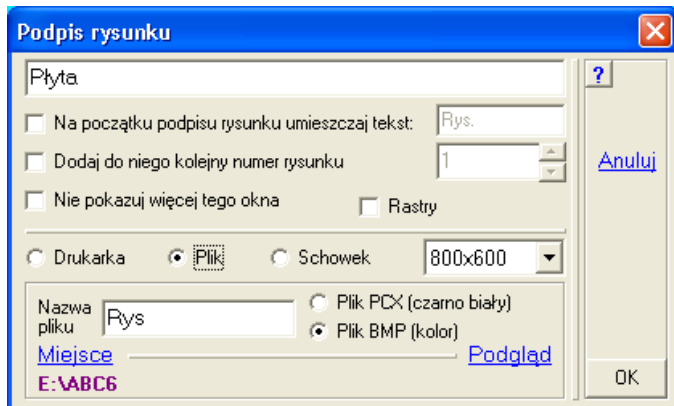 Podpis rysunku
Płyta
?
Na początku podpisu rysunku umieszczaj tekst: Rys.
Dodaj do niego kolejny numer rysunku 1
Anuluj
Nie pokazuj więcej tego okna Rastry
Drukarka Plik Schowek 800x600
Nazwa pliku Rys
Plik PCX (czarno biały)
Plik BMP (kolor)
Miejsce Podgląd
E:\ABC6
OK